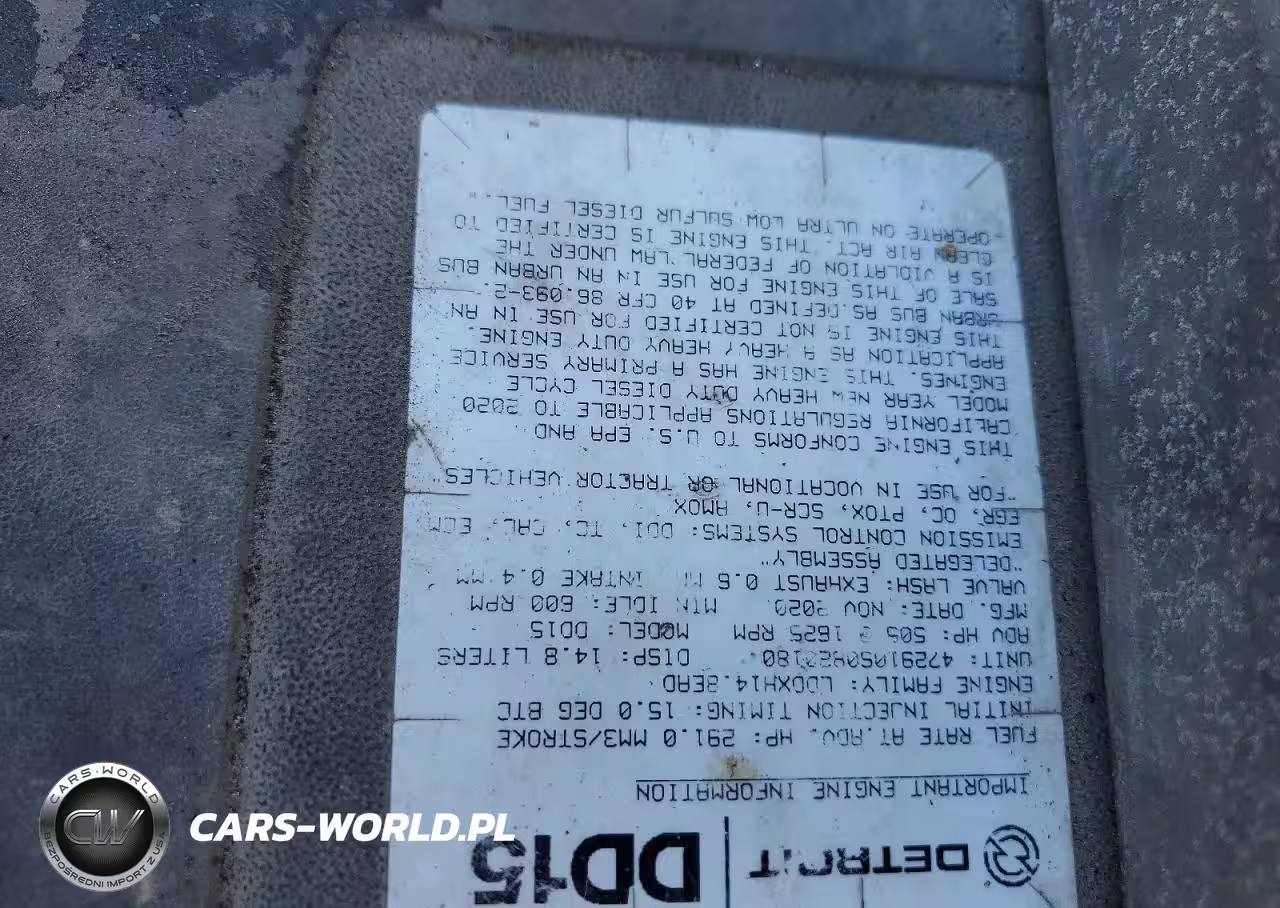 DETROIT DD15
IMPORTANT ENGINE INFORMATION
FUEL RATE AT ADV. HP: 291.0 MM3/STROKE
INITIAL INJECTION TIMING: 15.0 DEG BTC
ENGINE FAMILY: LDDXH14.8EAD
UNIT: DISP: 14.8 LITERS
ADV HP: 505 @ 1625 RPM MODEL: DD15
MFG. DATE: NOV 2020 MIN IDLE: 600 RPM
VALVE LASH: EXHAUST 0.6 MM INTAKE 0.4 MM
"DELEGATED ASSEMBLY"
EMISSION CONTROL SYSTEMS: DDI, TC, CAC, ECM
EGR, OC, PTOX, SCR-U, AMOX
"FOR USE IN VOCATIONAL OR TRACTOR VEHICLES"
THIS ENGINE CONFORMS TO U.S. EPA AND
CALIFORNIA REGULATIONS APPLICABLE TO 2020
MODEL YEAR NEW HEAVY DUTY DIESEL CYCLE
ENGINES. THIS ENGINE HAS A PRIMARY SERVICE
APPLICATION AS A HEAVY HEAVY DUTY ENGINE.
THIS ENGINE IS NOT CERTIFIED FOR USE IN AN
URBAN BUS AS DEFINED AT 40 CFR 86.093-2.
SALE OF THIS ENGINE FOR USE IN AN URBAN BUS
IS A VIOLATION OF FEDERAL LAW UNDER THE
CLEAN AIR ACT. THIS ENGINE IS CERTIFIED TO
OPERATE ON ULTRA LOW SULFUR DIESEL FUEL."
CARS-WORLD
CW
BEZPOŚREDNI IMPORT Z USA
CARS-WORLD.PL